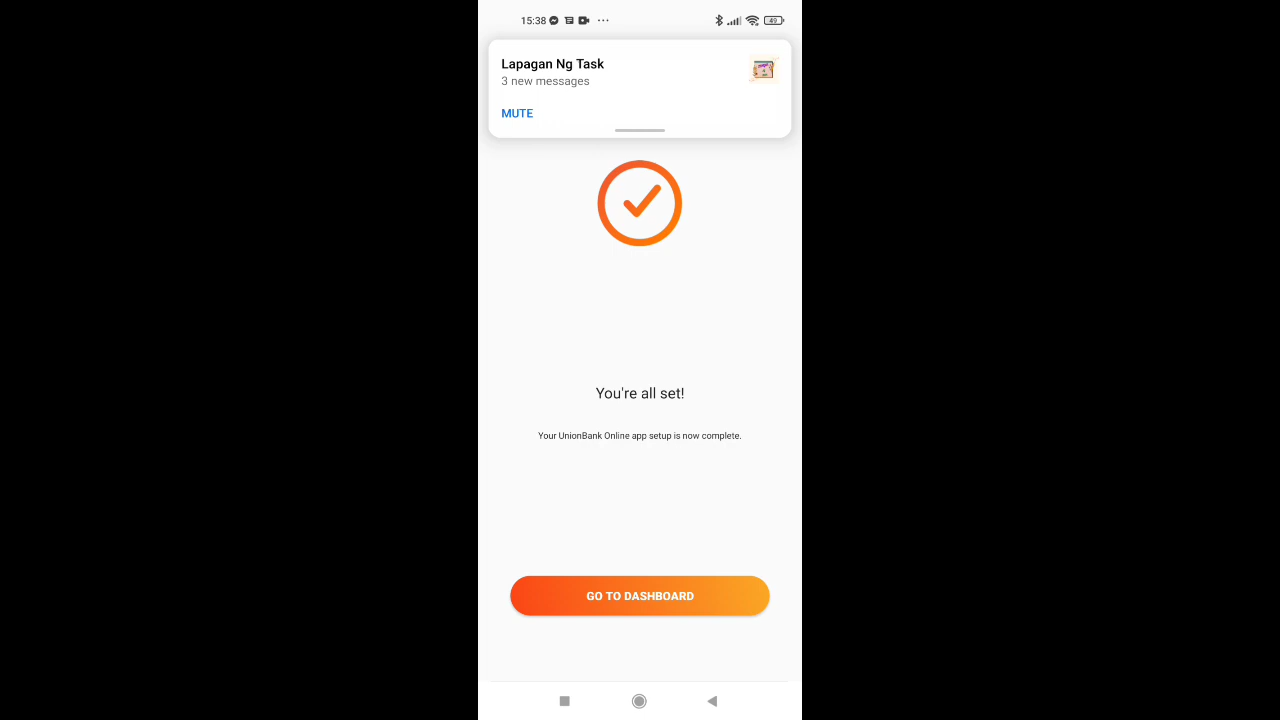 15:38
49
Lapagan Ng Task
3 new messages
MUTE
You're all set!
Your UnionBank Online app setup is now complete.
GO TO DASHBOARD